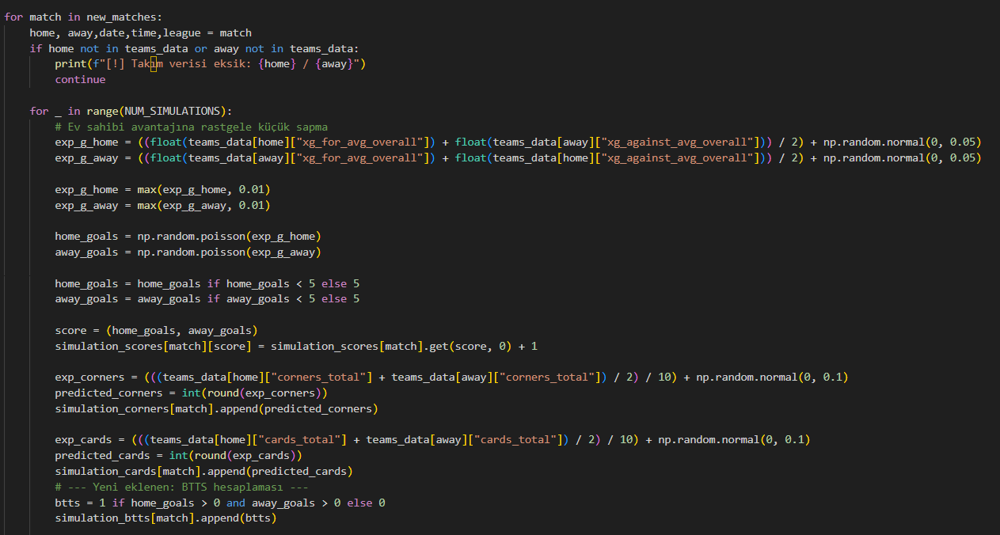 for match in new_matches:
    home, away,date,time,league = match
    if home not in teams_data or away not in teams_data:
        print(f"[!] Takım verisi eksik: {home} / {away}")
        continue

    for _ in range(NUM_SIMULATIONS):
        # Ev sahibi avantajına rastgele küçük sapma
        exp_g_home = ((float(teams_data[home]["xg_for_avg_overall"]) + float(teams_data[away]["xg_against_avg_overall"])) / 2) + np.random.normal(0, 0.05)
        exp_g_away = ((float(teams_data[away]["xg_for_avg_overall"]) + float(teams_data[home]["xg_against_avg_overall"])) / 2) + np.random.normal(0, 0.05)

        exp_g_home = max(exp_g_home, 0.01)
        exp_g_away = max(exp_g_away, 0.01)

        home_goals = np.random.poisson(exp_g_home)
        away_goals = np.random.poisson(exp_g_away)

        home_goals = home_goals if home_goals < 5 else 5
        away_goals = away_goals if away_goals < 5 else 5

        score = (home_goals, away_goals)
        simulation_scores[match][score] = simulation_scores[match].get(score, 0) + 1

        exp_corners = (((teams_data[home]["corners_total"] + teams_data[away]["corners_total"]) / 2) / 10) + np.random.normal(0, 0.1)
        predicted_corners = int(round(exp_corners))
        simulation_corners[match].append(predicted_corners)

        exp_cards = (((teams_data[home]["cards_total"] + teams_data[away]["cards_total"]) / 2) / 10) + np.random.normal(0, 0.1)
        predicted_cards = int(round(exp_cards))
        simulation_cards[match].append(predicted_cards)
        # --- Yeni eklenen: BTTS hesaplaması ---
        btts = 1 if home_goals > 0 and away_goals > 0 else 0
        simulation_btts[match].append(btts)